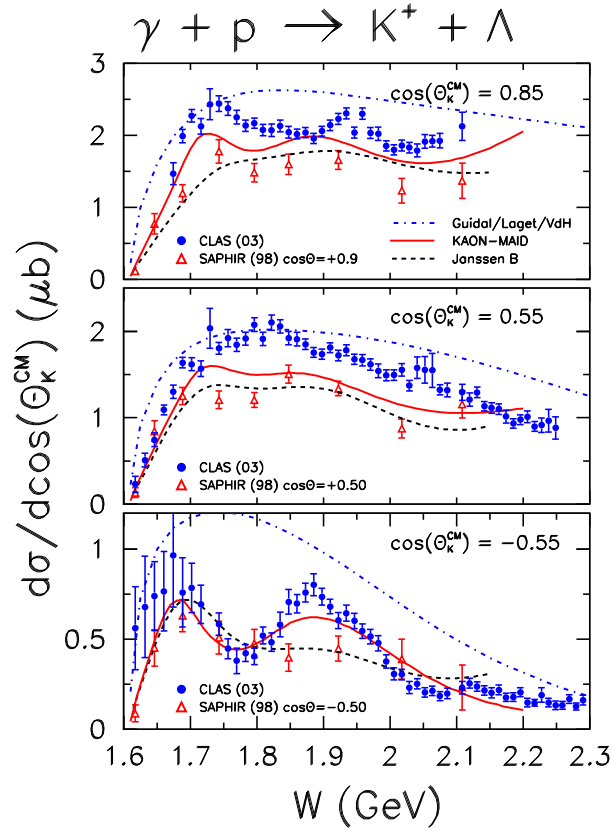 γ + p → K⁺ + Λ
3
2
1
0
cos(Θ_K^CM) = 0.85
Guidal/Laget/VdH
CLAS (03) KAON-MAID
SAPHIR (98) cosΘ=+0.9 Janssen B
dσ/dcos(Θ_K^CM) (μb)
2
1
0
cos(Θ_K^CM) = 0.55
CLAS (03)
SAPHIR (98) cosΘ=+0.50
1
0.5
0
cos(Θ_K^CM) = −0.55
CLAS (03)
SAPHIR (98) cosΘ=−0.50
1.6 1.7 1.8 1.9 2 2.1 2.2 2.3
W (GeV)